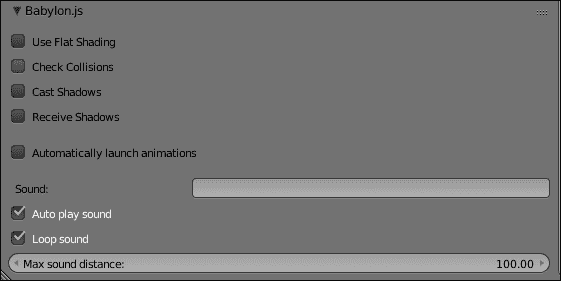 Babylon.js
Use Flat Shading
Check Collisions
Cast Shadows
Receive Shadows
Automatically launch animations
Sound:
Auto play sound
Loop sound
Max sound distance: 100.00